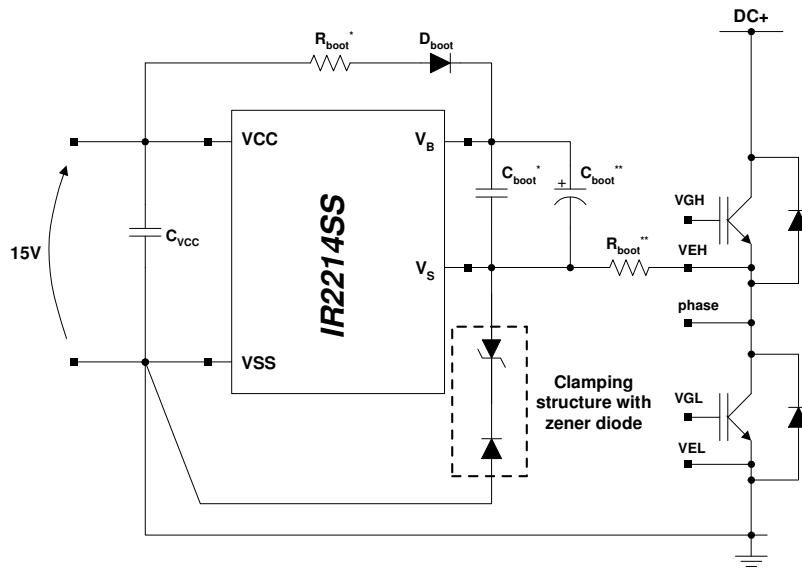 DC+
R_boot*
D_boot
VCC
V_B
C_boot*
C_boot**
VGH
15V
C_VCC
IR2214SS
R_boot**
VEH
V_S
phase
VSS
Clamping
structure with
zener diode
VGL
VEL